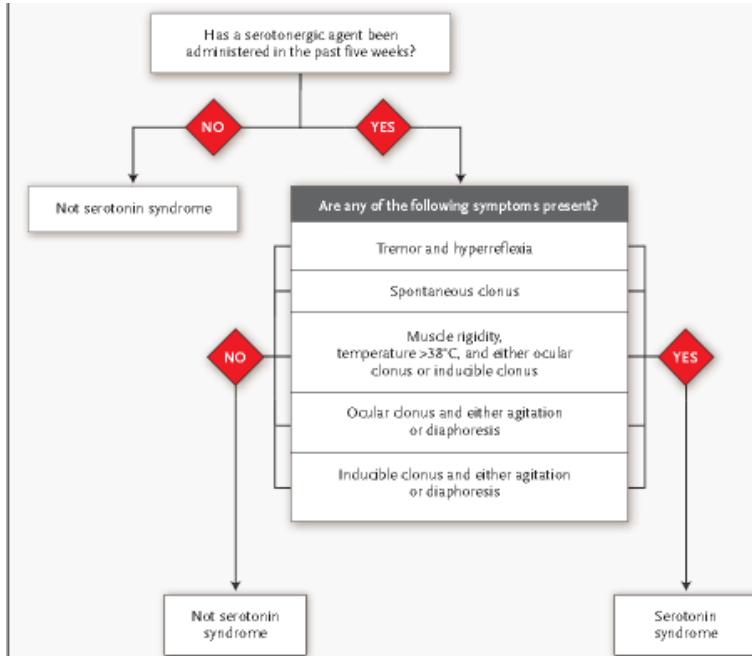 Has a serotonergic agent been
administered in the past five weeks?
NO
YES
Not serotonin syndrome
Are any of the following symptoms present?
Tremor and hyperreflexia
Spontaneous clonus
Muscle rigidity,
temperature >38°C, and either ocular
clonus or inducible clonus
NO
YES
Ocular clonus and either agitation
or diaphoresis
Inducible clonus and either agitation
or diaphoresis
Not serotonin
syndrome
Serotonin
syndrome